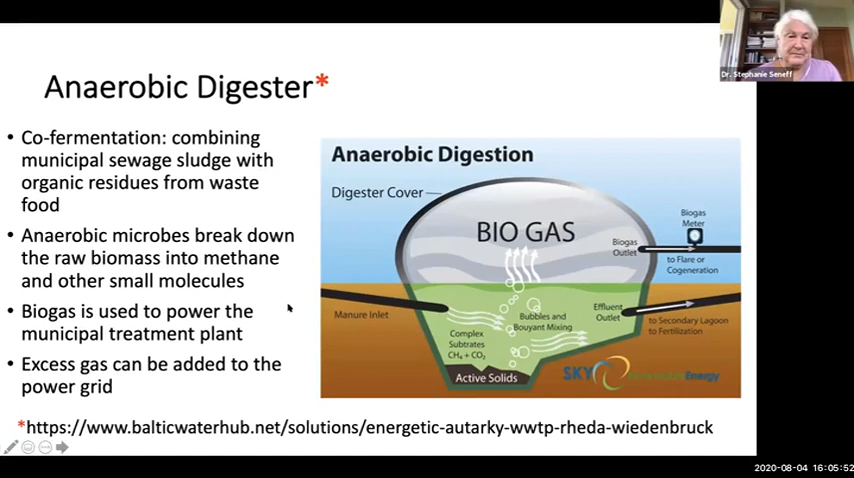 Dr. Stephanie Seneff
Anaerobic Digester*
• Co-fermentation: combining
municipal sewage sludge with
organic residues from waste
food
• Anaerobic microbes break down
the raw biomass into methane
and other small molecules
• Biogas is used to power the
municipal treatment plant
• Excess gas can be added to the
power grid
Anaerobic Digestion
Digester Cover
BIO GAS
Biogas
Meter
Biogas
Outlet
to Flare or
Cogeneration
Manure Inlet
Effluent
Outlet
Bubbles and
Bouyant Mixing
to Secondary Lagoon
to Fertilization
Complex
Substrates
CH4 + CO2
Active Solids
SKY
Energy
*https://www.balticwaterhub.net/solutions/energetic-autarky-wwtp-rheda-wiedenbruck
2020-08-04 16:05:52